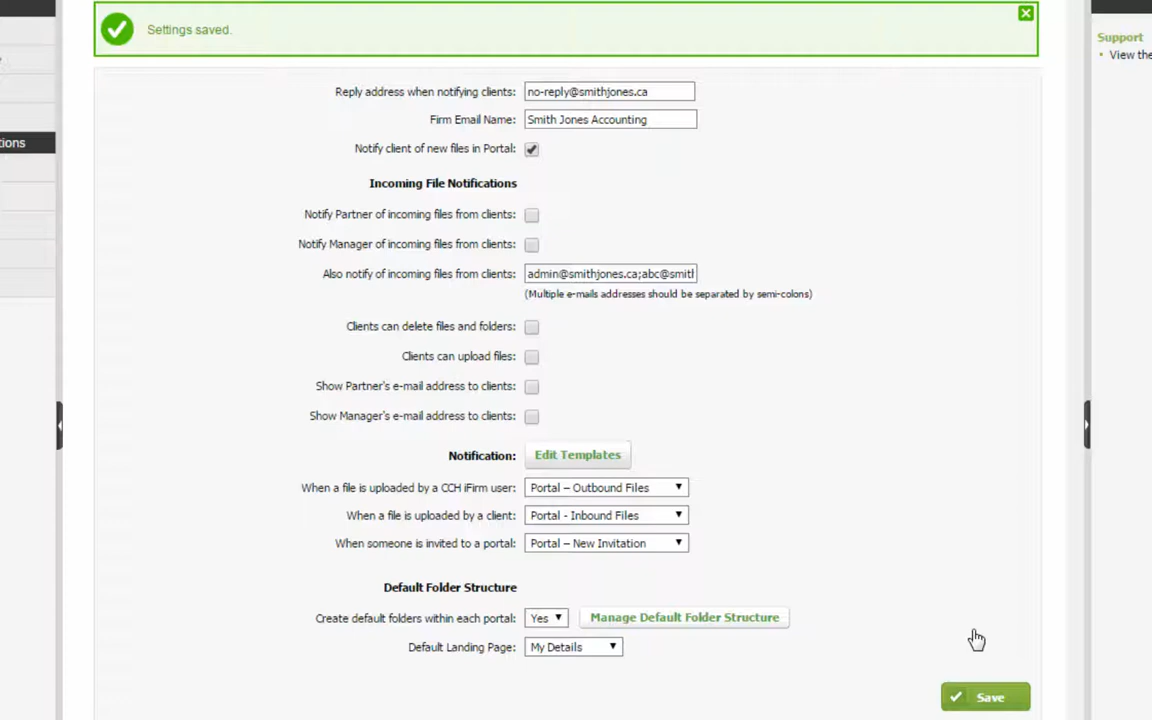 Settings saved.
Support
• View the
tions
Reply address when notifying clients: no-reply@smithjones.ca
Firm Email Name: Smith Jones Accounting
Notify client of new files in Portal:
Incoming File Notifications
Notify Partner of incoming files from clients:
Notify Manager of incoming files from clients:
Also notify of incoming files from clients: admin@smithjones.ca;abc@smitl
(Multiple e-mails addresses should be separated by semi-colons)
Clients can delete files and folders:
Clients can upload files:
Show Partner's e-mail address to clients:
Show Manager's e-mail address to clients:
Notification: Edit Templates
When a file is uploaded by a CCH iFirm user: Portal – Outbound Files
When a file is uploaded by a client: Portal - Inbound Files
When someone is invited to a portal: Portal – New Invitation
Default Folder Structure
Create default folders within each portal: Yes Manage Default Folder Structure
Default Landing Page: My Details
Save